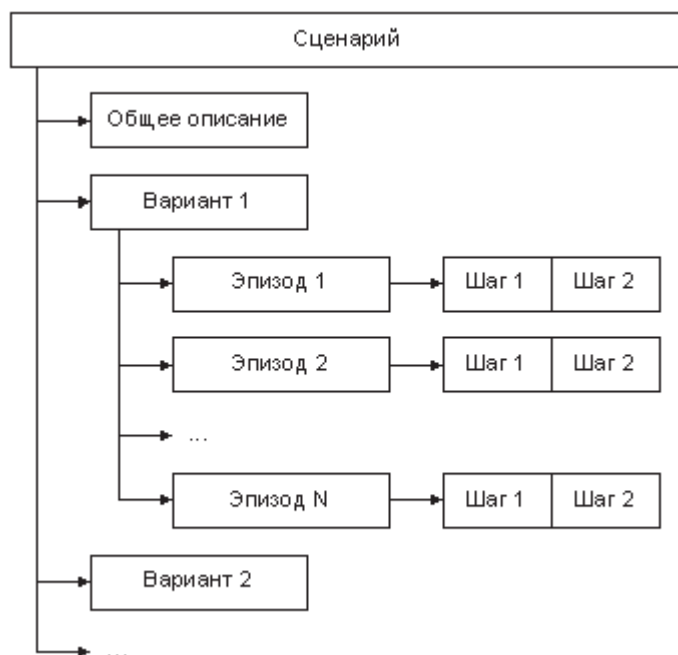 Сценарий
Общее описание
Вариант 1
Эпизод 1 Шаг 1 Шаг 2
Эпизод 2 Шаг 1 Шаг 2
...
Эпизод N Шаг 1 Шаг 2
Вариант 2
...